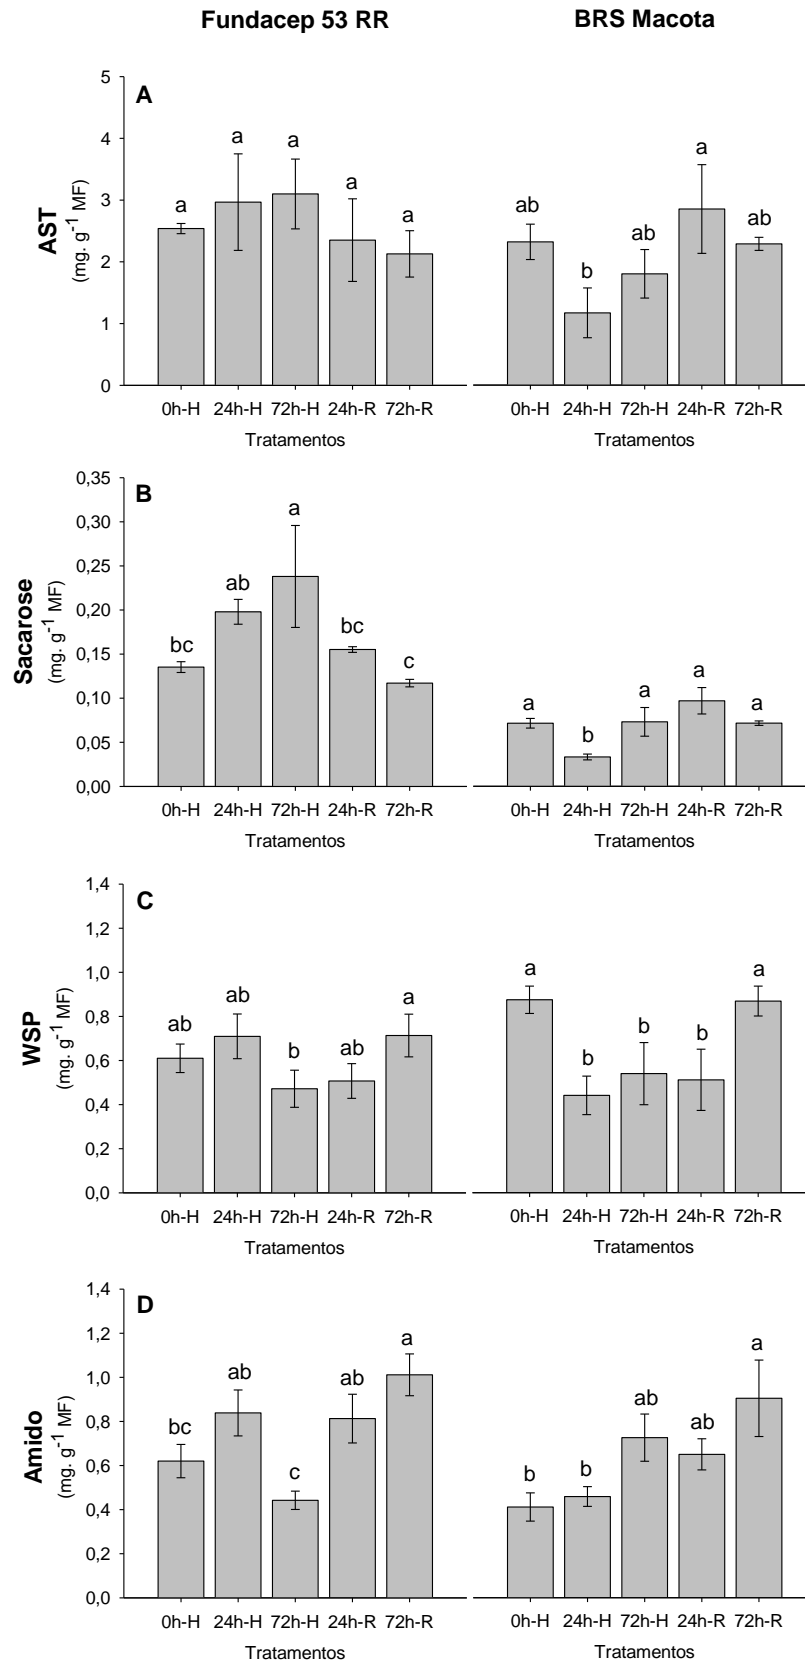 Fundacep 53 RR
BRS Macota
A
AST
(mg. g⁻¹ MF)
5
4
3
2
1
0
a
a
a
a
a
ab
b
ab
a
ab
0h-H 24h-H 72h-H 24h-R 72h-R
0h-H 24h-H 72h-H 24h-R 72h-R
Tratamentos
Tratamentos
B
Sacarose
(mg. g⁻¹ MF)
0,35
0,30
0,25
0,20
0,15
0,10
0,05
0,00
bc
ab
a
bc
c
a
b
a
a
a
0h-H 24h-H 72h-H 24h-R 72h-R
0h-H 24h-H 72h-H 24h-R 72h-R
Tratamentos
Tratamentos
C
WSP
(mg. g⁻¹ MF)
1,4
1,2
1,0
0,8
0,6
0,4
0,2
0,0
ab
ab
b
ab
a
a
b
b
b
a
0h-H 24h-H 72h-H 24h-R 72h-R
0h-H 24h-H 72h-H 24h-R 72h-R
Tratamentos
Tratamentos
D
Amido
(mg. g⁻¹ MF)
1,4
1,2
1,0
0,8
0,6
0,4
0,2
0,0
bc
ab
c
ab
a
b
b
ab
ab
a
0h-H 24h-H 72h-H 24h-R 72h-R
0h-H 24h-H 72h-H 24h-R 72h-R
Tratamentos
Tratamentos